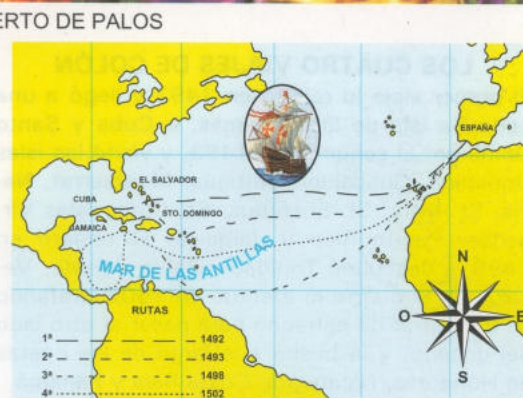 ERTO DE PALOS
ESPAÑA
EL SALVADOR
CUBA
STO. DOMINGO
JAMAICA
MAR DE LAS ANTILLAS
N
O
E
S
RUTAS
1ª 1492
2ª 1493
3ª 1498
4ª 1502